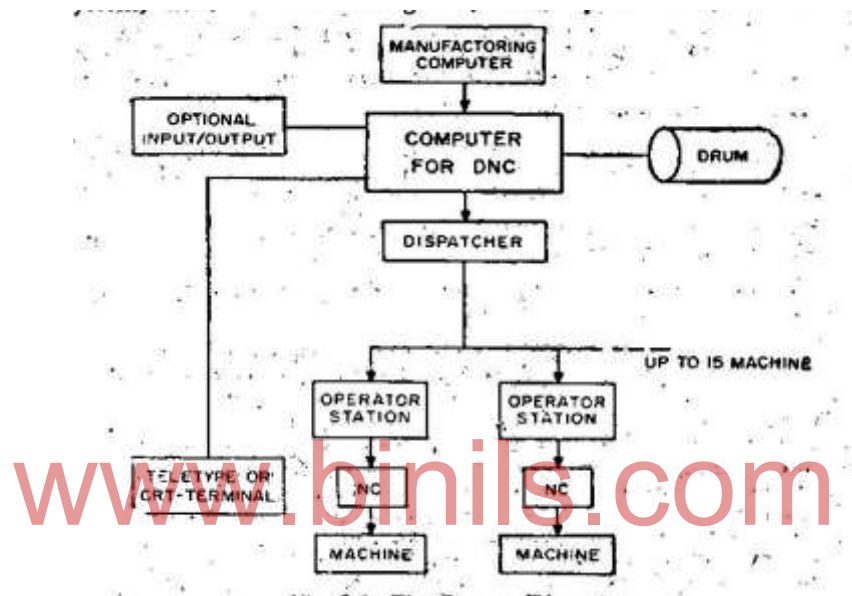 MANUFACTORING
COMPUTER
OPTIONAL
INPUT/OUTPUT
COMPUTER
FOR DNC
DRUM
DISPATCHER
UP TO 15 MACHINE
OPERATOR
STATION
OPERATOR
STATION
TELETYPE OR
CRT-TERMINAL
NC
NC
www.binils.com
MACHINE
MACHINE